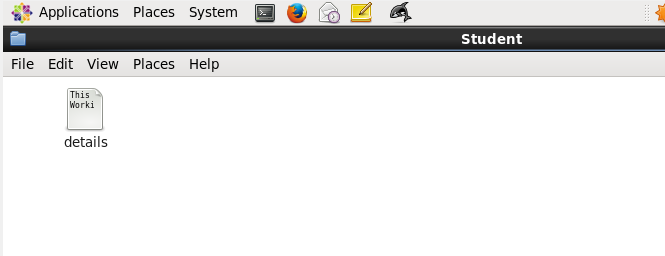 Applications Places System
Student
File Edit View Places Help
This
Worki
details